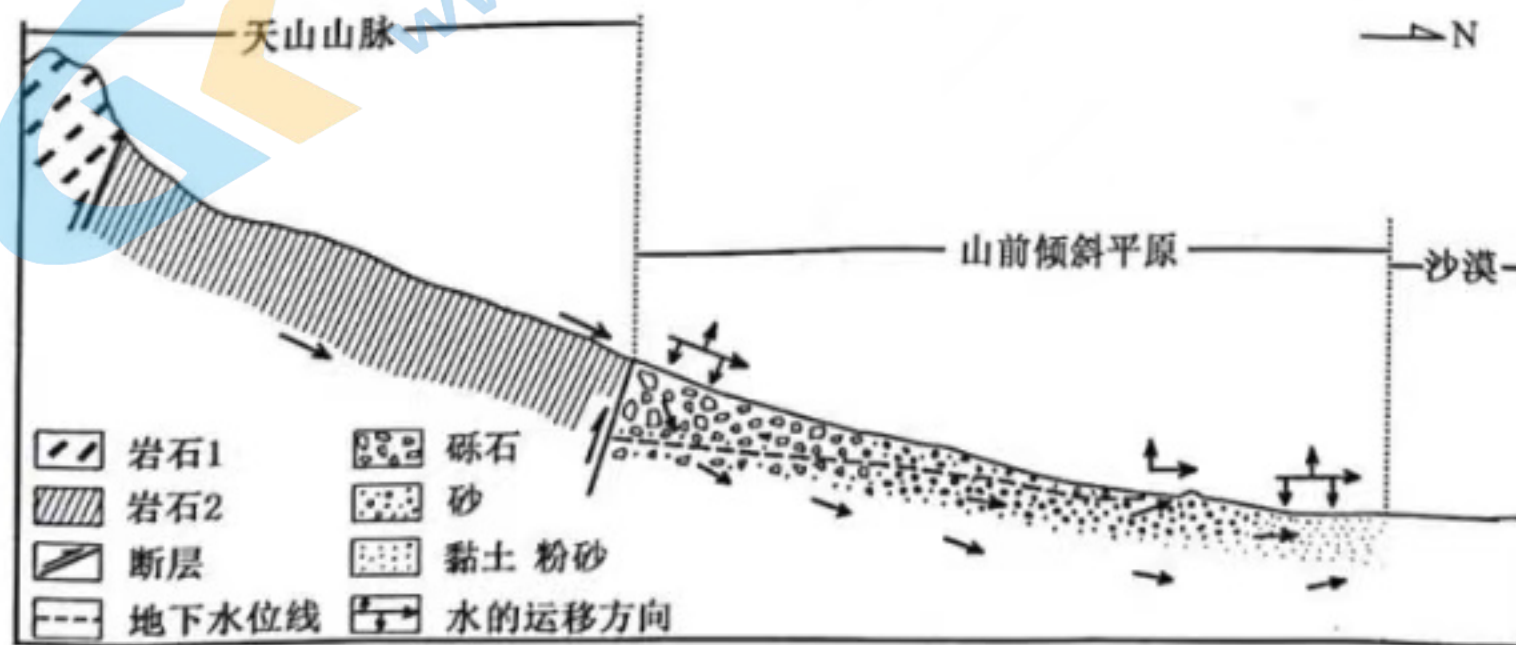 天山山脉
N
山前倾斜平原
沙漠
岩石1
砾石
岩石2
砂
断层
黏土 粉砂
地下水位线
水的运移方向